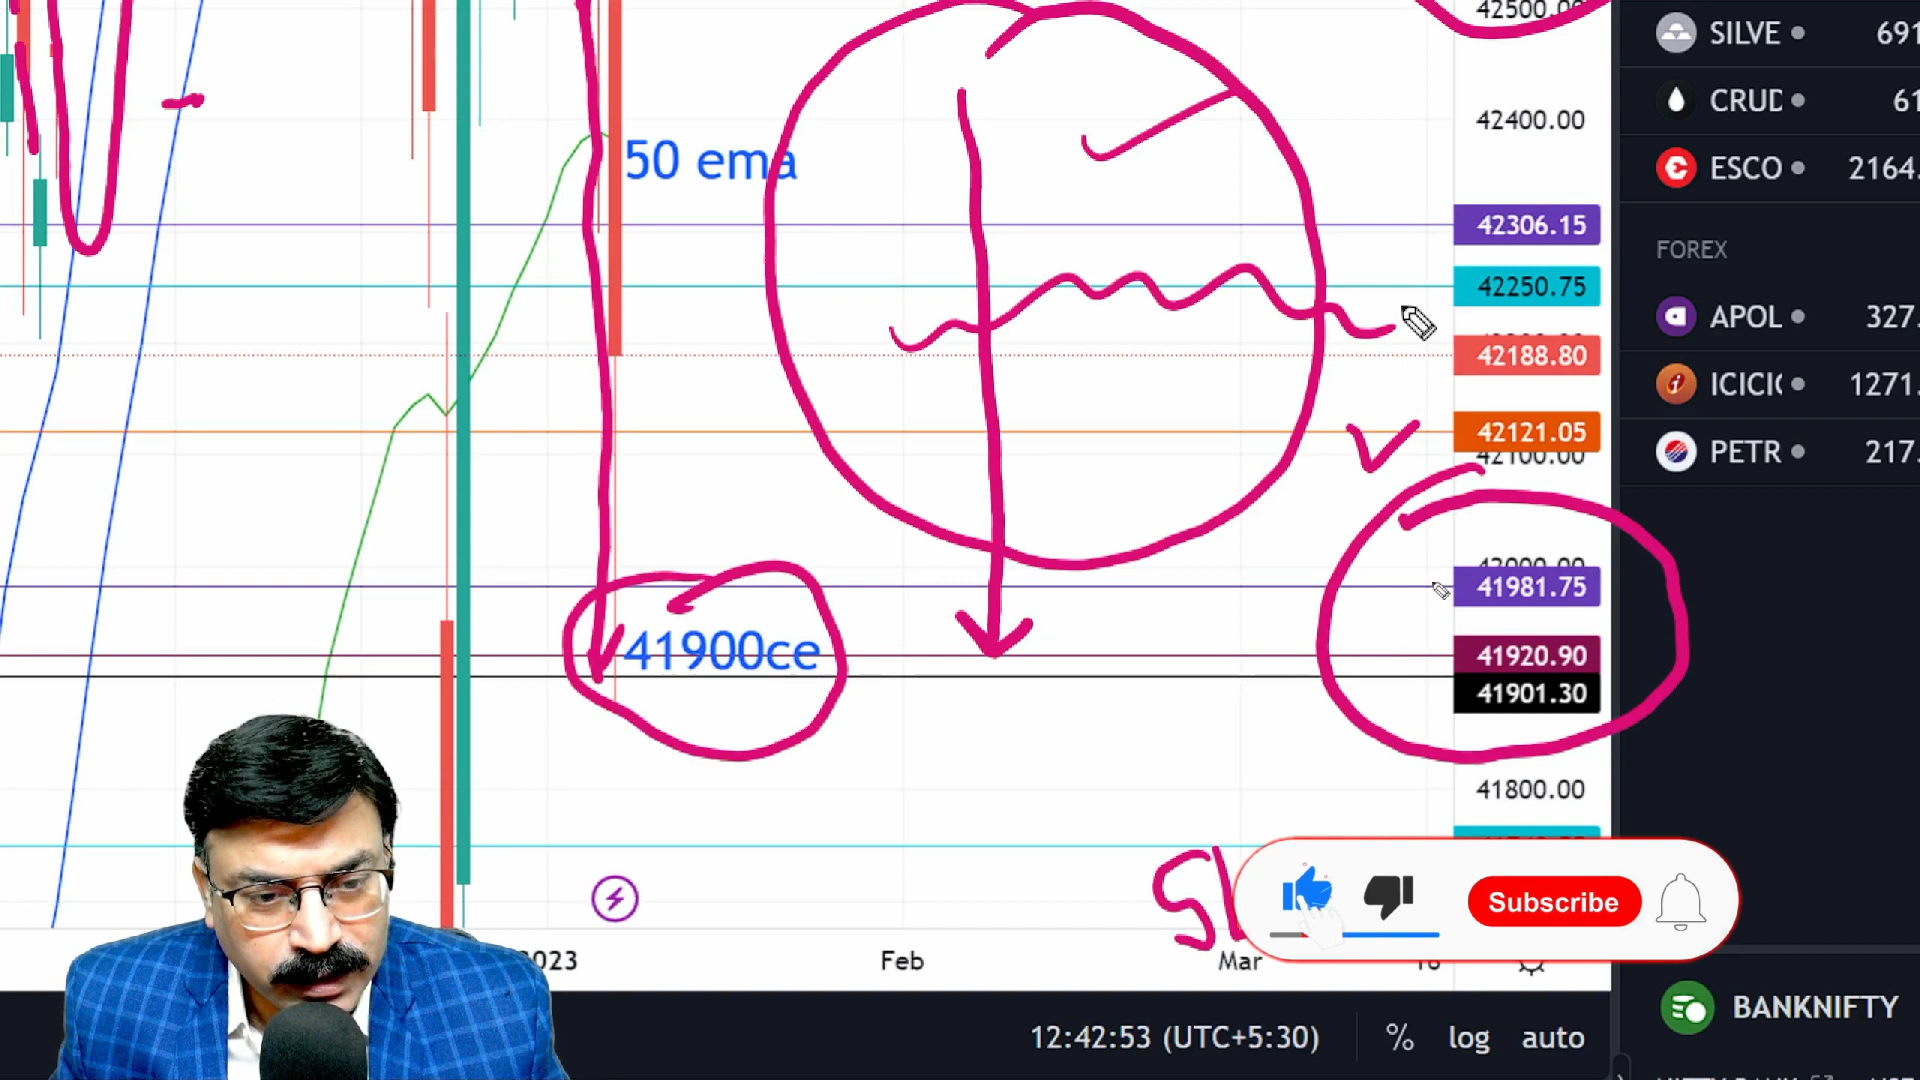 42500.00
SILVE 691
42400.00
CRUD 61
50 ema
ESCO 2164.
42306.15
FOREX
42250.75
APOL 327.
42188.80
ICICI 1271.
42121.05
42100.00
PETR 217.
42000.00
41981.75
41900ce
41920.90
41901.30
41800.00
Subscribe
2023 Feb Mar
BANKNIFTY
12:42:53 (UTC+5:30) % log auto